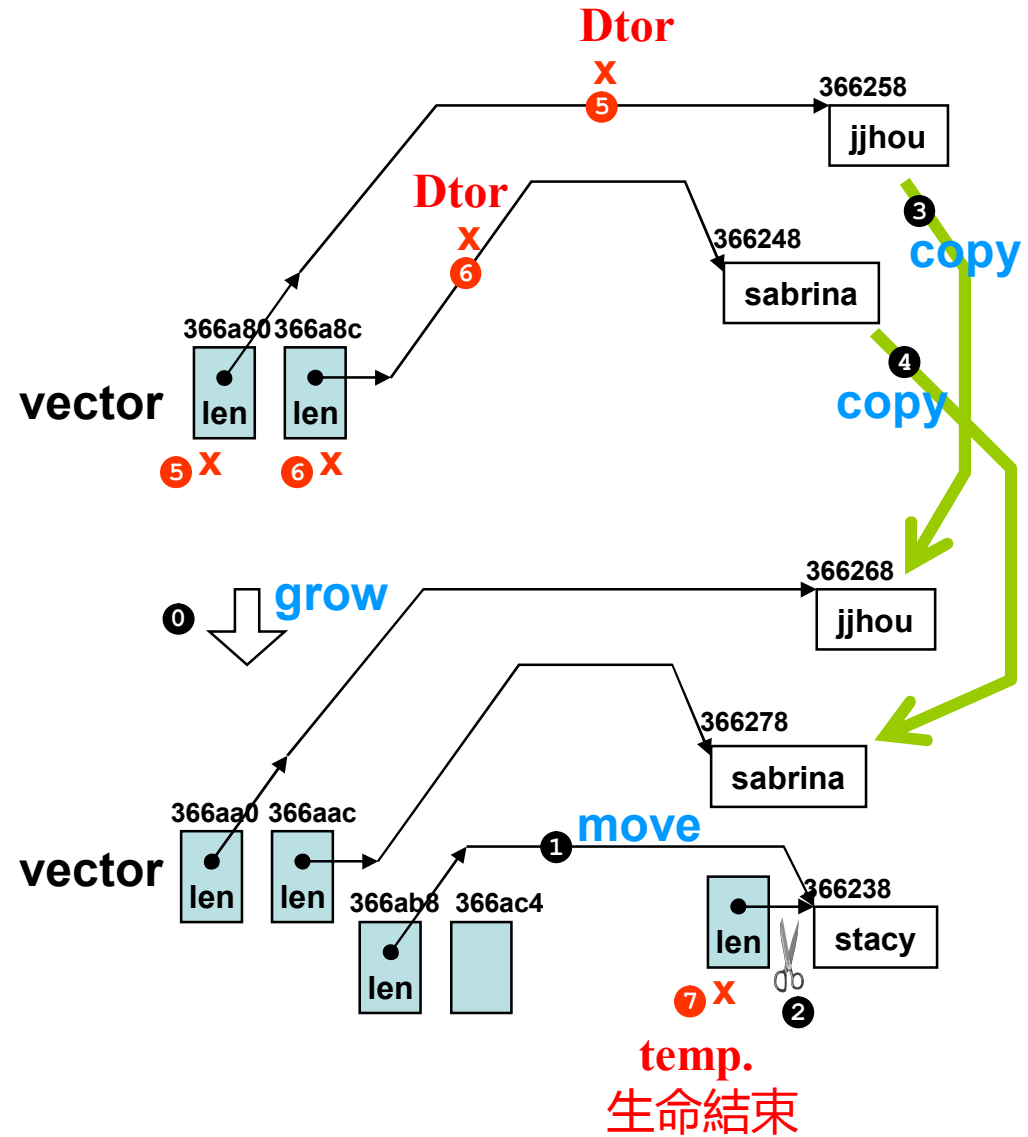 Dtor
x
5
366258
jjhou
3
copy
Dtor
x
6
366248
sabrina
4
copy
366a80 366a8c
vector
len
len
5 x
6 x
0
grow
366268
jjhou
366278
sabrina
366aa0 366aac
vector
len
len
1
move
366ab8 366ac4
len
366238
len
stacy
7 x
2
temp.
生命結束